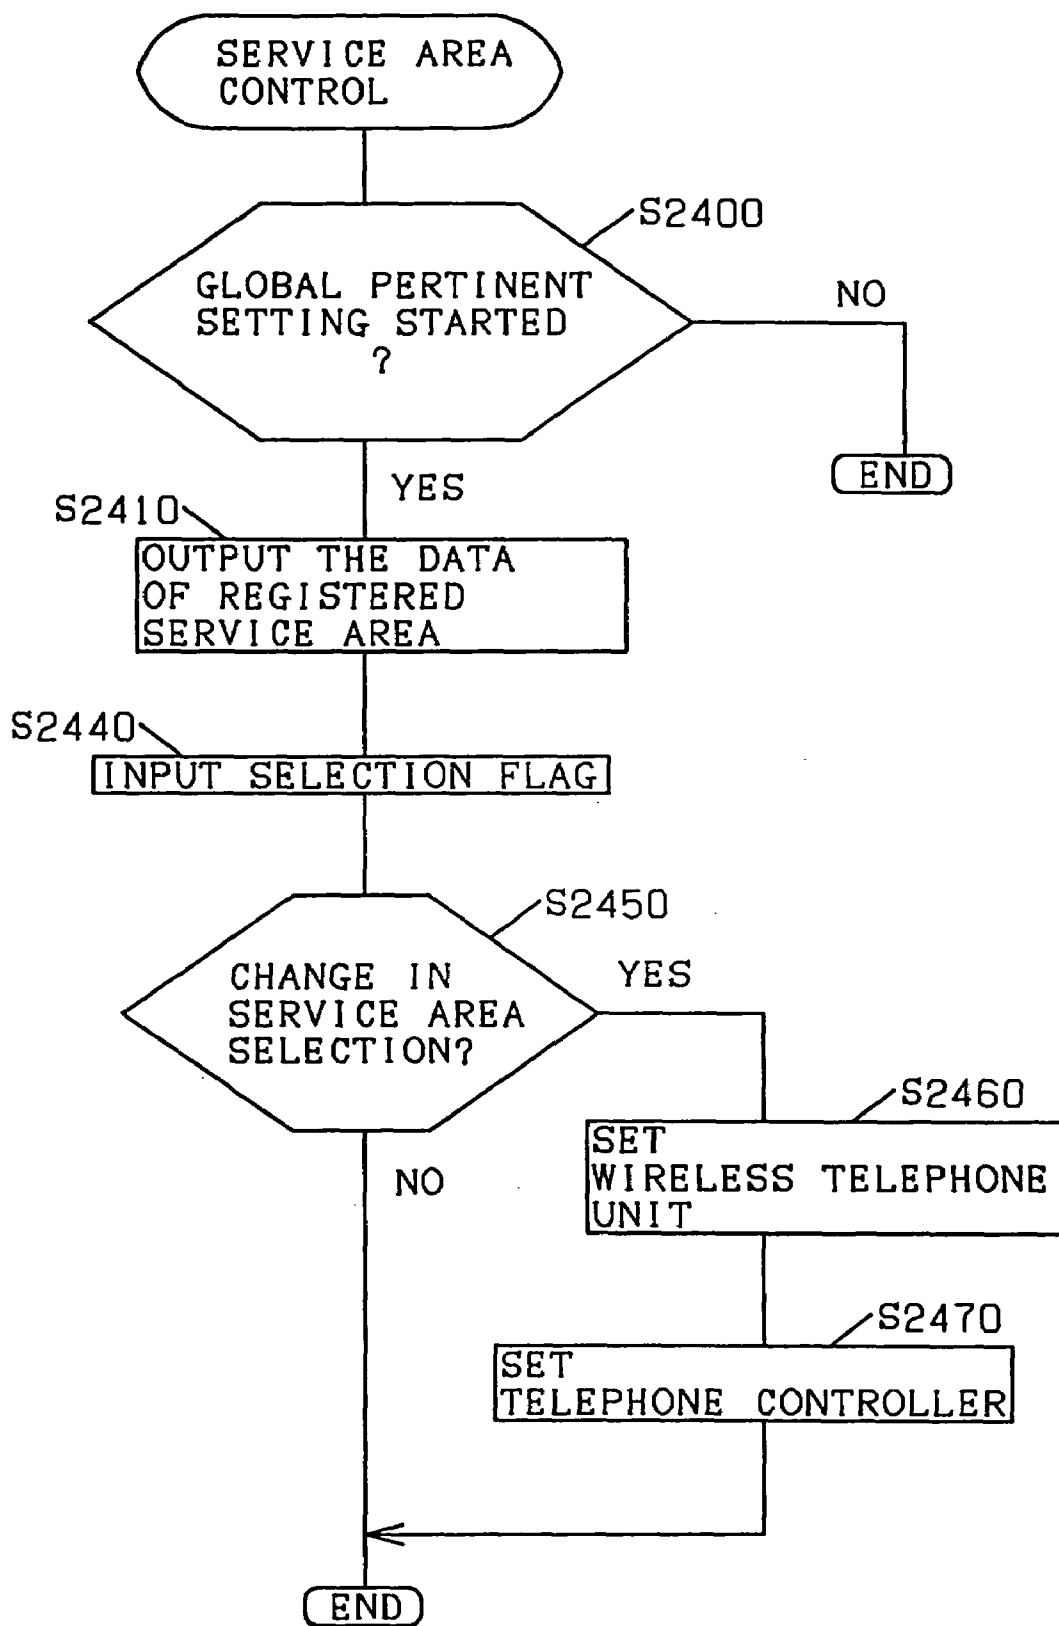 SERVICE AREA
CONTROL
S2400
GLOBAL PERTINENT
SETTING STARTED
?
NO
END
YES
S2410
OUTPUT THE DATA
OF REGISTERED
SERVICE AREA
S2440
INPUT SELECTION FLAG
S2450
CHANGE IN
SERVICE AREA
SELECTION?
YES
S2460
SET
WIRELESS TELEPHONE
UNIT
NO
S2470
SET
TELEPHONE CONTROLLER
END